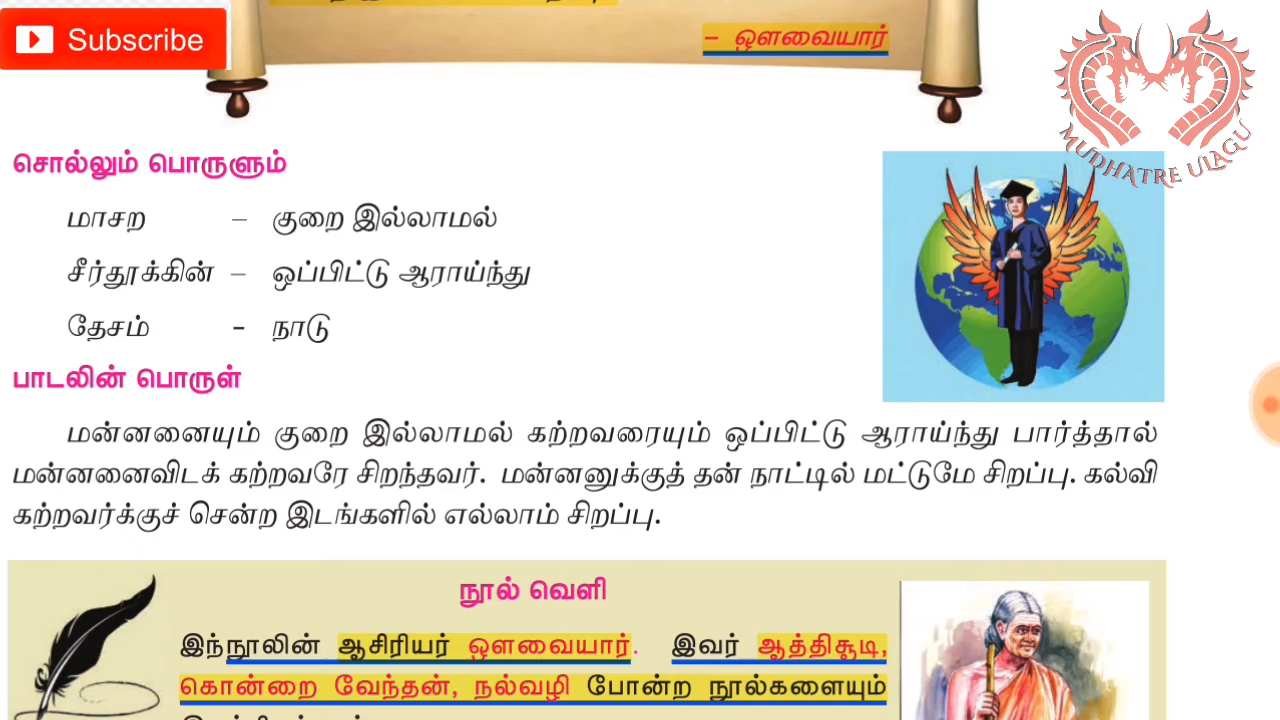 Subscribe
– ஔவையார்
MUDHATRE ULAGU
சொல்லும் பொருளும்
மாசற – குறை இல்லாமல்
சீர்தூக்கின் – ஒப்பிட்டு ஆராய்ந்து
தேசம் - நாடு
பாடலின் பொருள்
மன்னனையும் குறை இல்லாமல் கற்றவரையும் ஒப்பிட்டு ஆராய்ந்து பார்த்தால்
மன்னனைவிடக் கற்றவரே சிறந்தவர். மன்னனுக்குத் தன் நாட்டில் மட்டுமே சிறப்பு. கல்வி
கற்றவர்க்குச் சென்ற இடங்களில் எல்லாம் சிறப்பு.
நூல் வெளி
இந்நூலின் ஆசிரியர் ஔவையார். இவர் ஆத்திசூடி,
கொன்றை வேந்தன், நல்வழி போன்ற நூல்களையும்